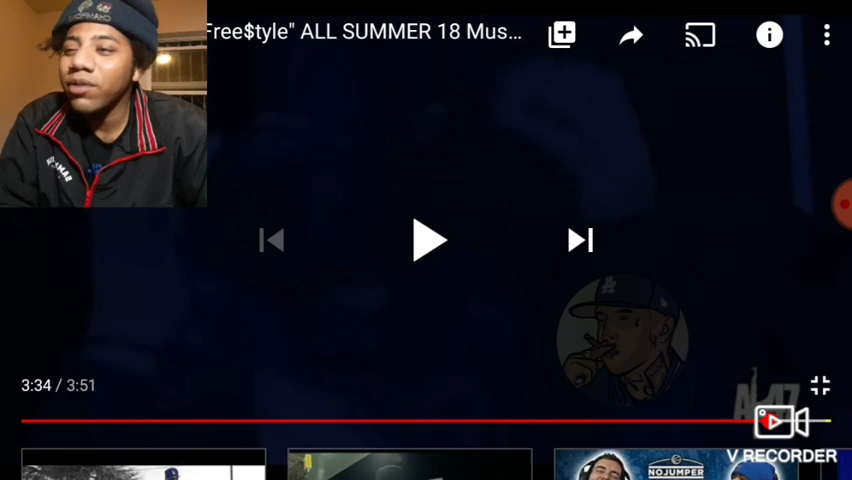 Free$tyle" ALL SUMMER 18 Mus...
3:34 / 3:51
V RECORDER
NOJUMPER